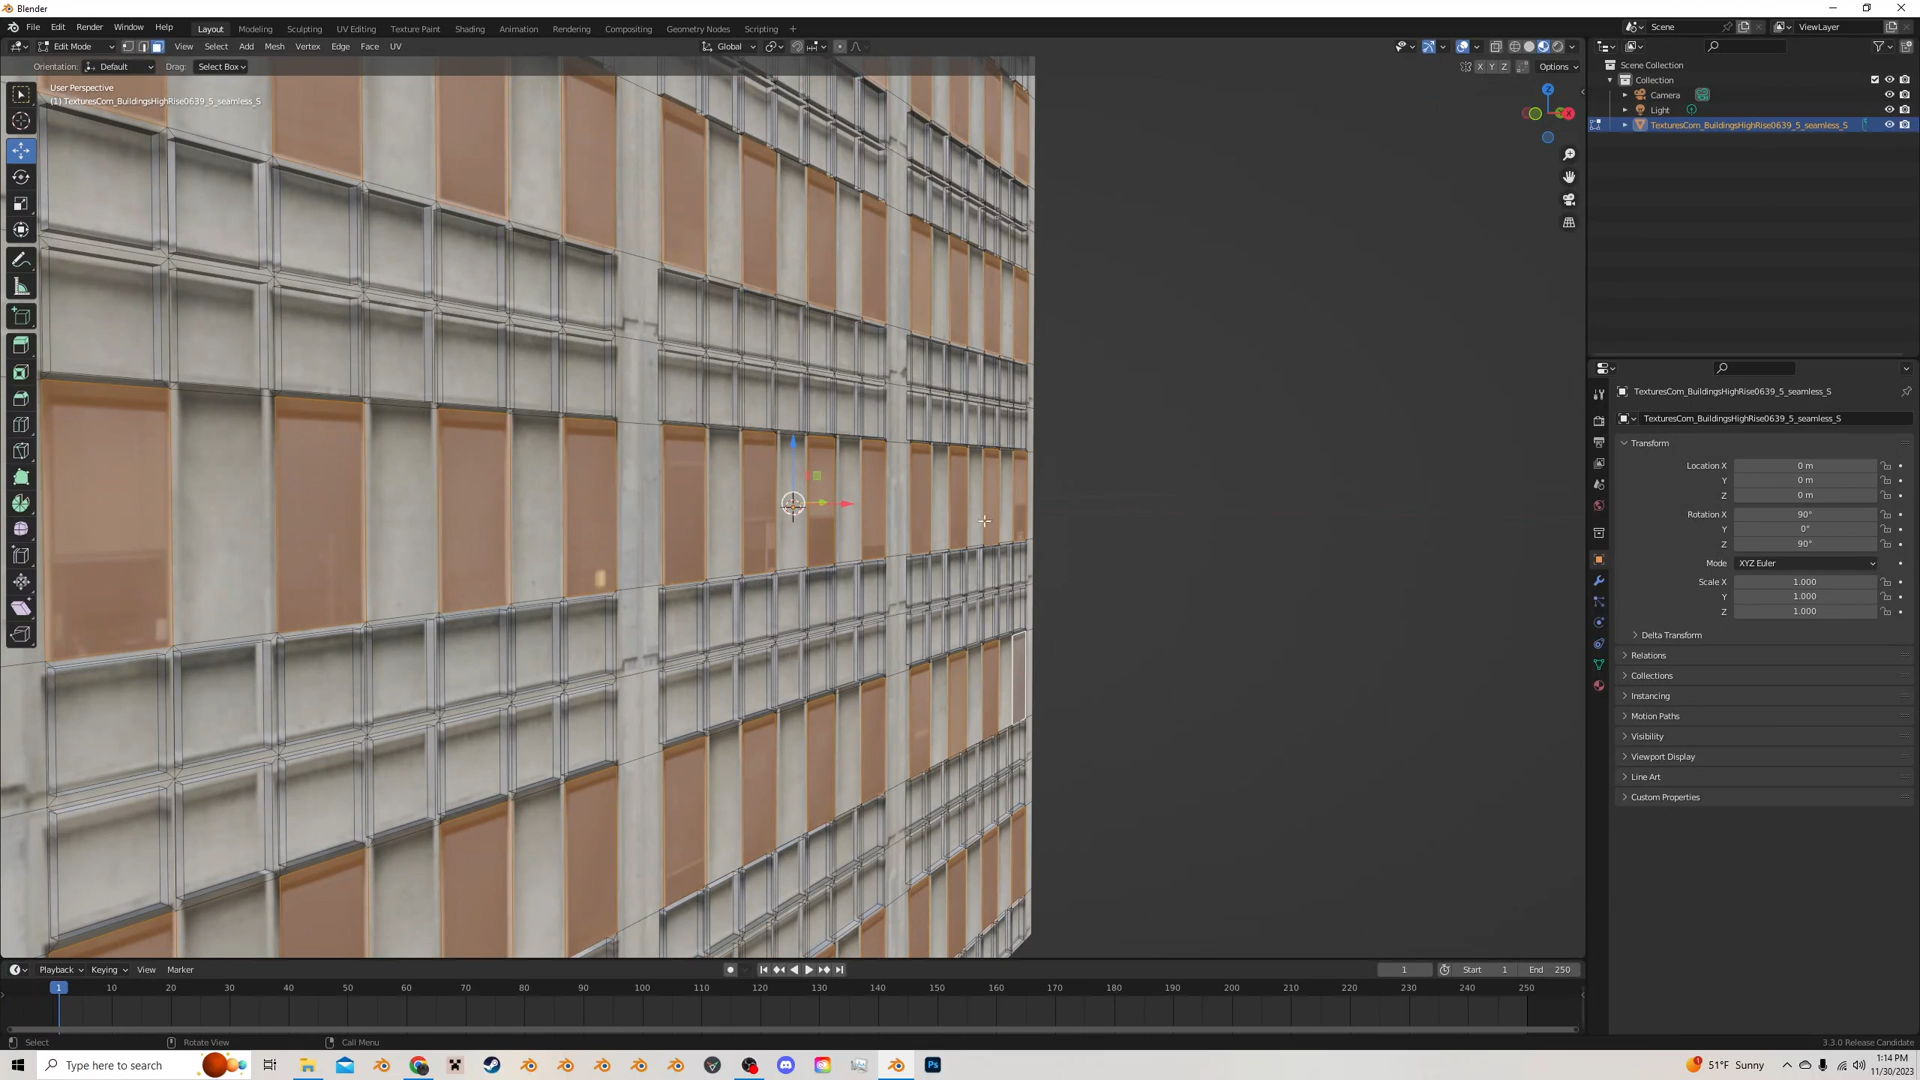 Blender
File Edit Render Window Help Layout Modeling Sculpting UV Editing Texture Paint Shading Animation Rendering Compositing Geometry Nodes Scripting + Scene ViewLayer
Edit Mode View Select Add Mesh Vertex Edge Face UV Global
Orientation: Default Drag: Select Box X Y Z Options
Scene Collection
Collection
Camera
Light
TexturesCom_BuildingsHighRise0639_5_seamless_S
User Perspective
(1) TexturesCom_BuildingsHighRise0639_5_seamless_S
Z
X
TexturesCom_BuildingsHighRise0639_5_seamless_S
TexturesCom_BuildingsHighRise0639_5_seamless_S
Transform
Location X 0 m
Y 0 m
Z 0 m
Rotation X 90°
Y 0°
Z 90°
Mode XYZ Euler
Scale X 1.000
Y 1.000
Z 1.000
Delta Transform
Relations
Collections
Instancing
Motion Paths
Visibility
Viewport Display
Line Art
Custom Properties
Playback Keying View Marker 1 Start 1 End 250
1 10 20 30 40 50 60 70 80 90 100 110 120 130 140 150 160 170 180 190 200 210 220 230 240 250
Select Rotate View Call Menu 3.3.0 Release Candidate
Type here to search Ps 1 51°F Sunny 1:14 PM
11/30/2023